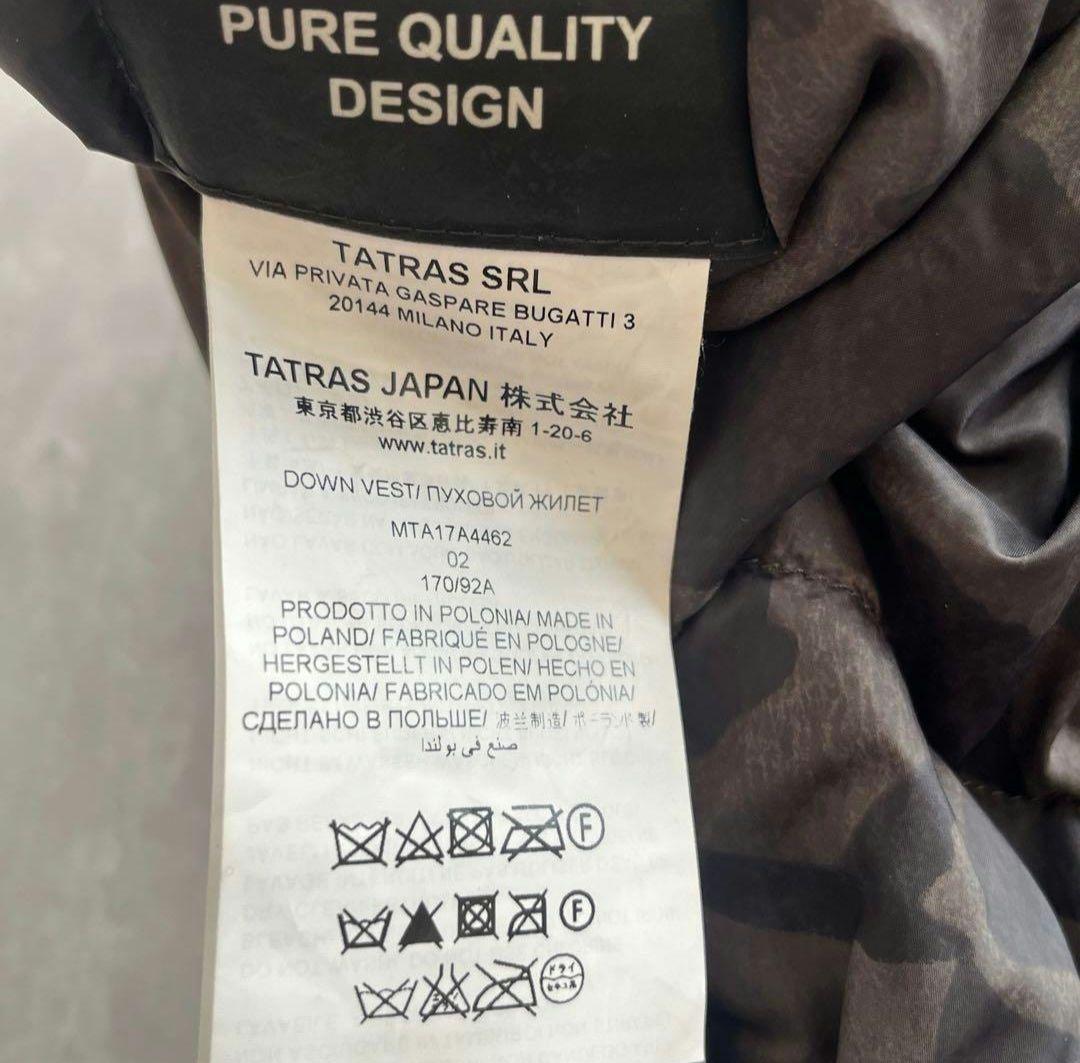 PURE QUALITY
DESIGN
TATRAS SRL
VIA PRIVATA GASPARE BUGATTI 3
20144 MILANO ITALY
TATRAS JAPAN 株式会社
東京都渋谷区恵比寿南 1-20-6
www.tatras.it
DOWN VEST/ ПУХОВОЙ ЖИЛЕТ
MTA17A4462
02
170/92A
PRODOTTO IN POLONIA/ MADE IN
POLAND/ FABRIQUÉ EN POLOGNE/
HERGESTELLT IN POLEN/ HECHO EN
POLONIA/ FABRICADO EM POLÓNIA/
СДЕЛАНО В ПОЛЬШЕ/ 波兰制造/ ポーランド製/
صنع في بولندا
F
F
ドライ